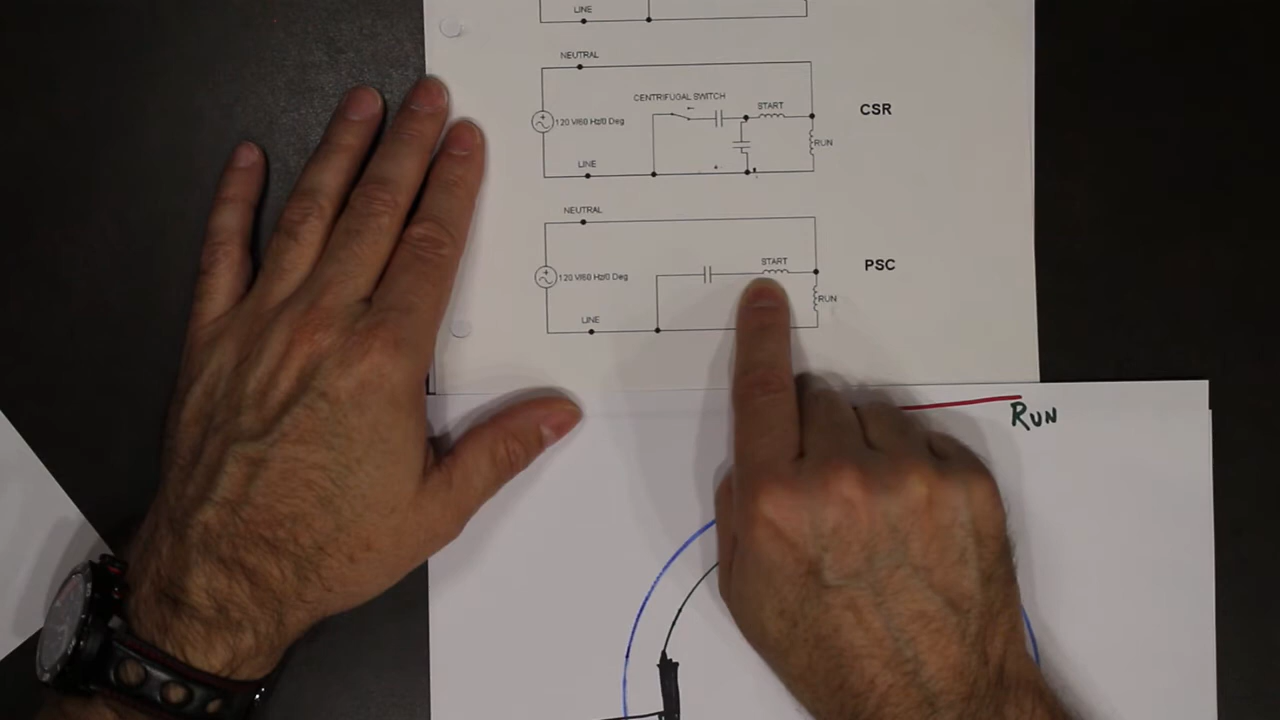 LINE
NEUTRAL
CENTRIFUGAL SWITCH
START
CSR
120 V/60 Hz/0 Deg
RUN
LINE
NEUTRAL
START
PSC
120 V/60 Hz/0 Deg
RUN
LINE
RUN